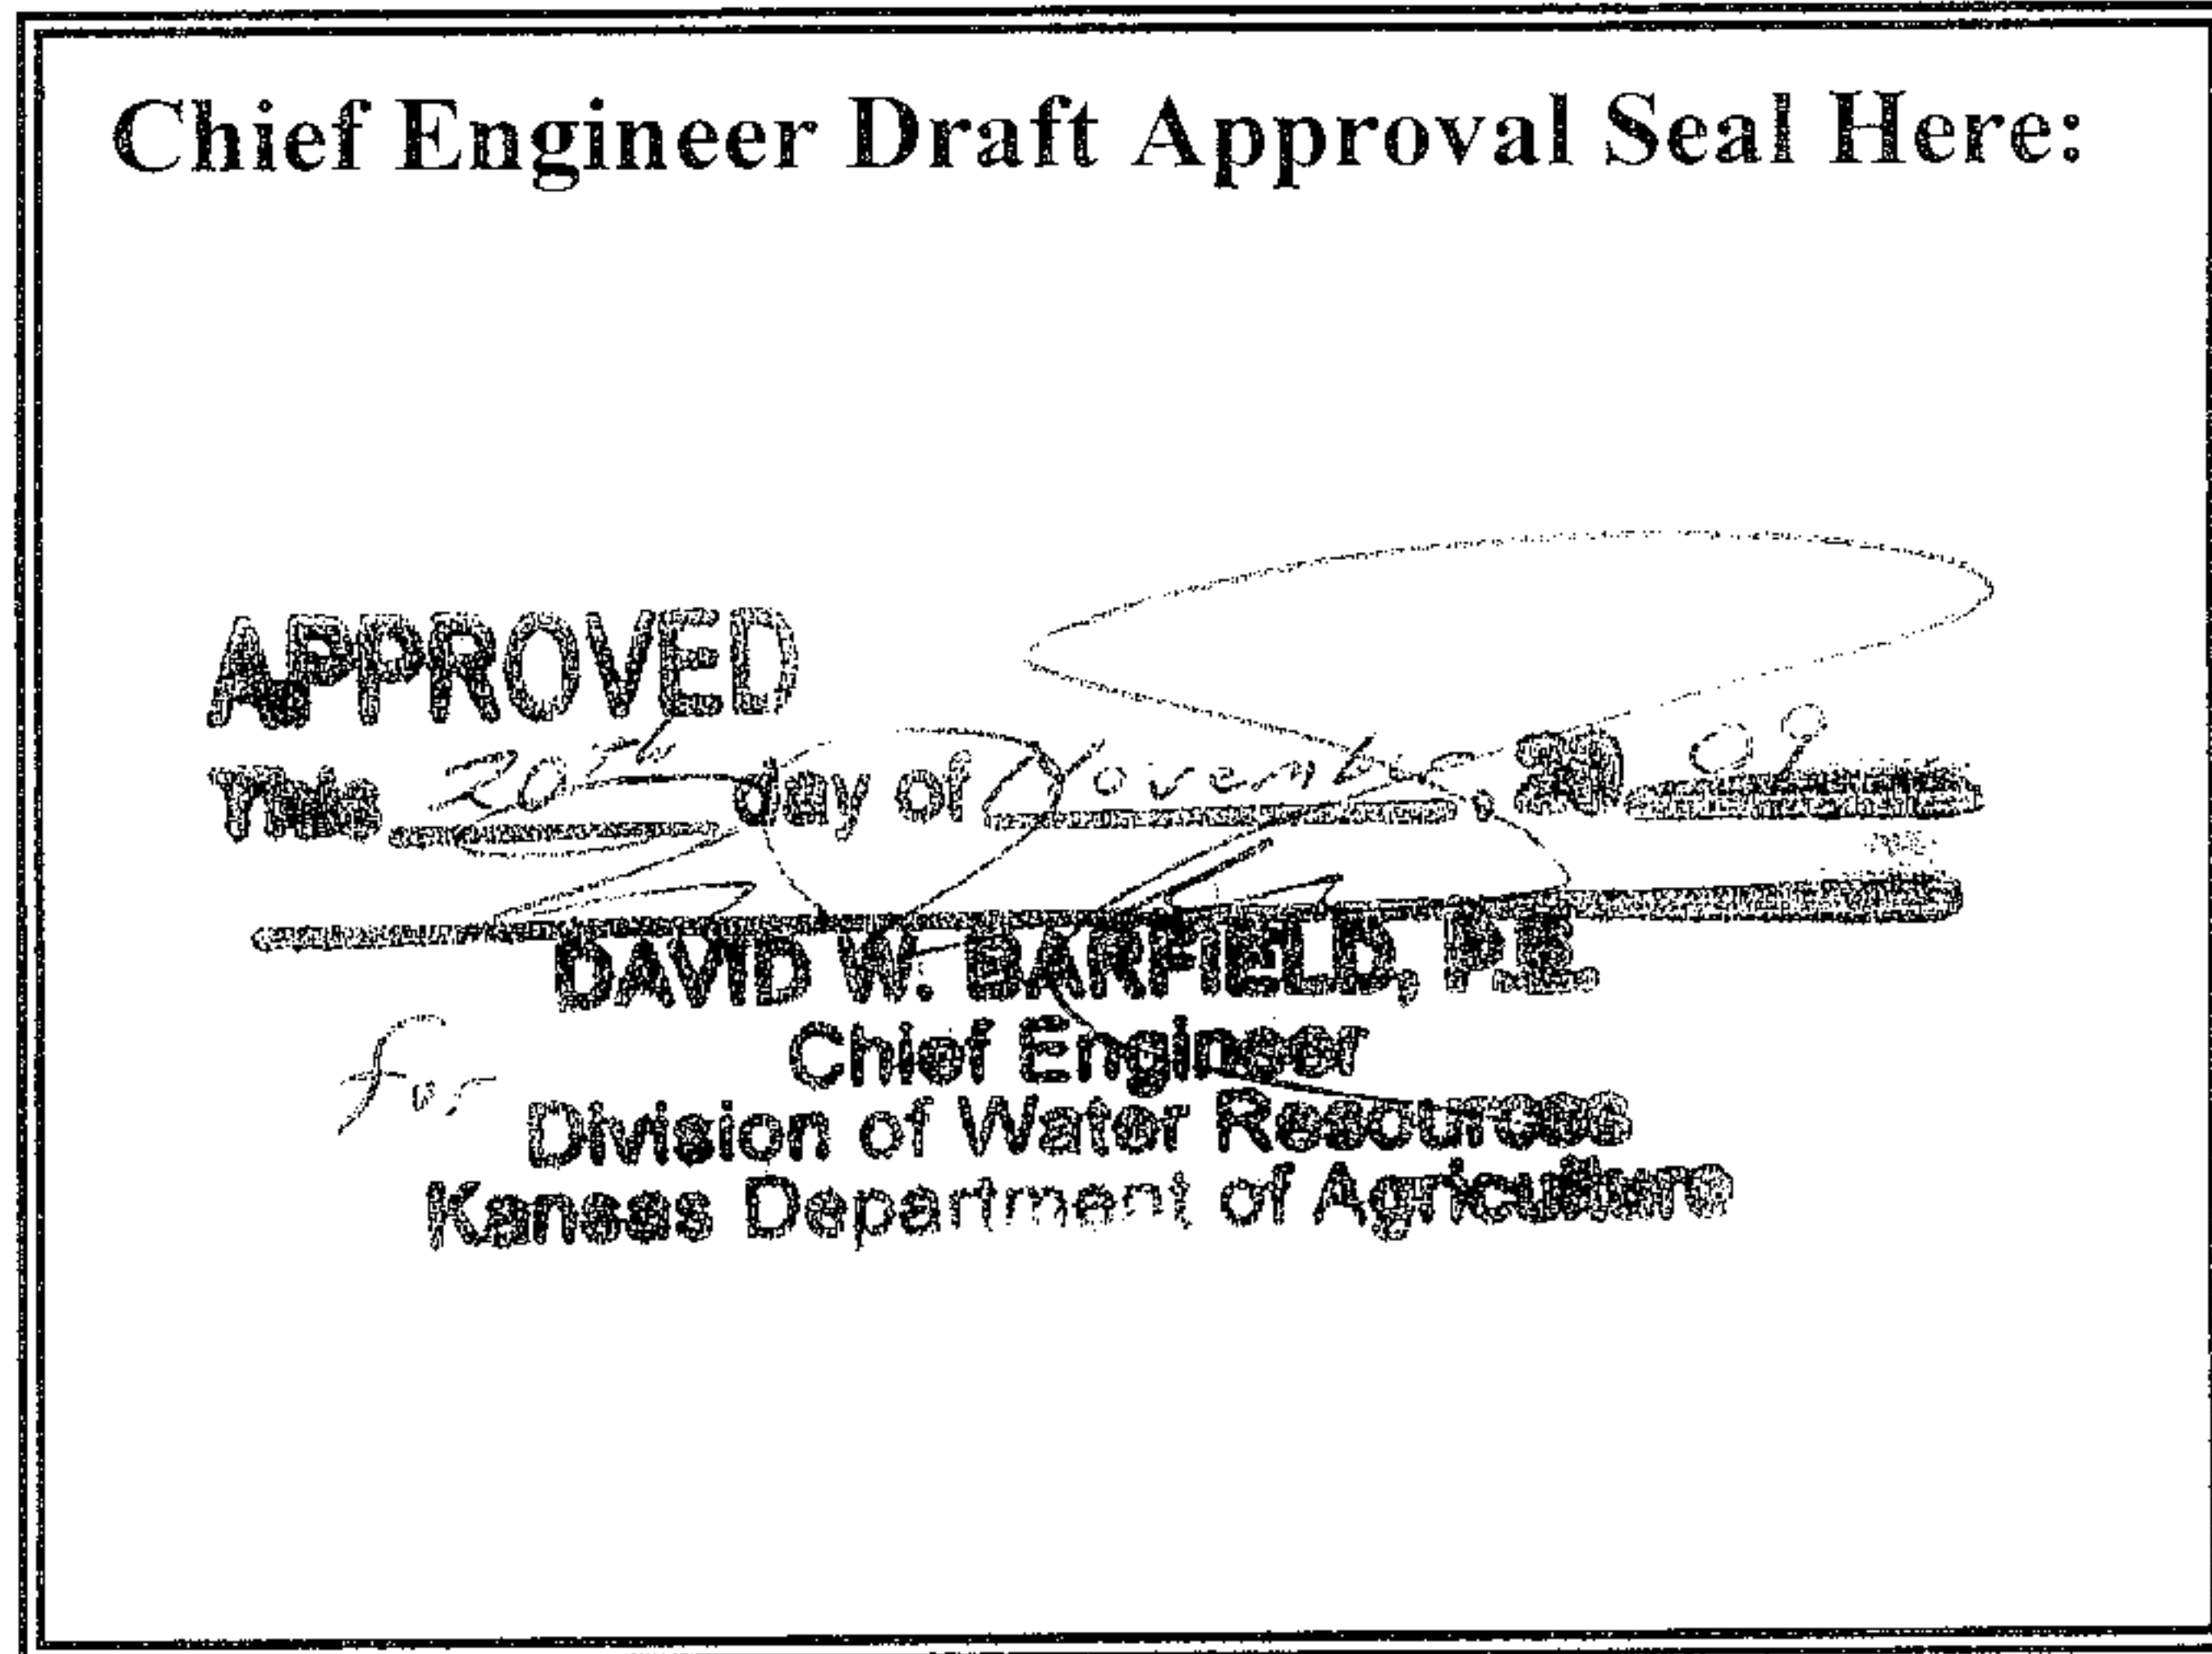 Chief Engineer Draft Approval Seal Here:
APPROVED
This 20th day of November, 20 09
DAVID W. BARFIELD, P.E.
Chief Engineer
for
Division of Water Resources
Kansas Department of Agriculture